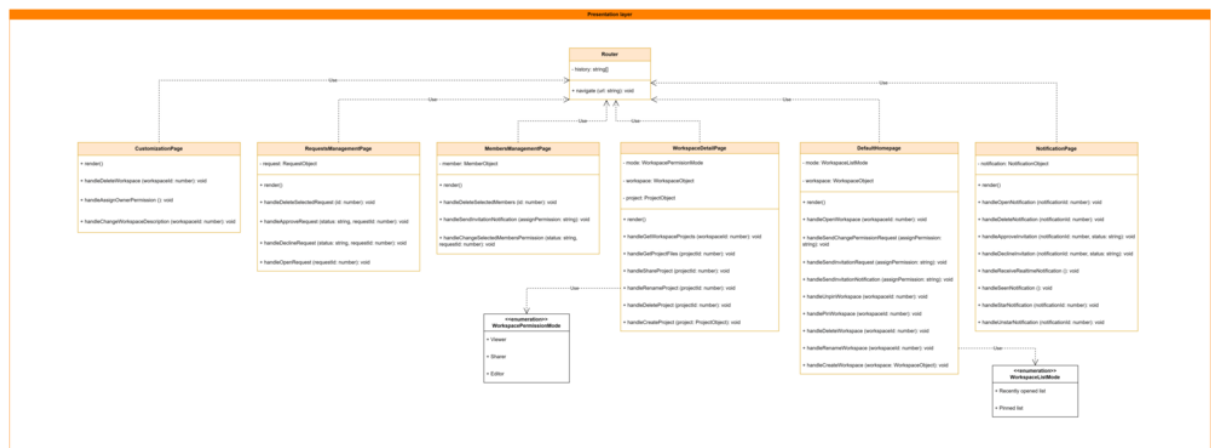 Presentation layer
Router
- history: string[]
+ navigate (url: string): void
Use
Use
Use
Use
Use
Use
CustomizationPage
+ render()
+ handleDeleteWorkspace (workspaceId: number): void
+ handleAssignOwnerPermission (): void
+ handleChangeWorkspaceDescription (workspaceId: number): void
RequestsManagementPage
- request: RequestObject
+ render()
+ handleDeleteSelectedRequest (id: number): void
+ handleApproveRequest (status: string, requestId: number): void
+ handleDeclineRequest (status: string, requestId: number): void
+ handleOpenRequest (requestId: number): void
MembersManagementPage
- member: MemberObject
+ render()
+ handleDeleteSelectedMembers (id: number): void
+ handleSendInvitationNotification (assignPermission: string): void
+ handleChangeSelectedMembersPermission (status: string,
requestId: number): void
WorkspaceDetailPage
- mode: WorkspacePermissionMode
- workspace: WorkspaceObject
- project: ProjectObject
+ render()
+ handleGetWorkspaceProjects (workspaceId: number): void
+ handleGetProjectFiles (projectId: number): void
+ handleShareProject (projectId: number): void
+ handleRenameProject (projectId: number): void
+ handleDeleteProject (projectId: number): void
+ handleCreateProject (project: ProjectObject): void
DefaultHomepage
- mode: WorkspaceListMode
- workspace: WorkspaceObject
+ render()
+ handleOpenWorkspace (workspaceId: number): void
+ handleSendChangePermissionRequest (assignPermission:
string): void
+ handleSendInvitationRequest (assignPermission: string): void
+ handleSendInvitationNotification (assignPermission: string): void
+ handleUnpinWorkspace (workspaceId: number): void
+ handlePinWorkspace (workspaceId: number): void
+ handleDeleteWorkspace (workspaceId: number): void
+ handleRenameWorkspace (workspaceId: number): void
+ handleCreateWorkspace (workspace: WorkspaceObject): void
NotificationPage
- notification: NotificationObject
+ render()
+ handleOpenNotification (notificationId: number): void
+ handleDeleteNotification (notificationId: number): void
+ handleApproveInvitation (notificationId: number, status: string): void
+ handleDeclineInvitation (notificationId: number, status: string): void
+ handleReceiveRealtimeNotification (): void
+ handleSeenNotification (): void
+ handleStarNotification (notificationId: number): void
+ handleUnstarNotification (notificationId: number): void
Use
<<enumeration>>
WorkspacePermissionMode
+ Viewer
+ Sharer
+ Editor
Use
<<enumeration>>
WorkspaceListMode
+ Recently opened list
+ Pinned list